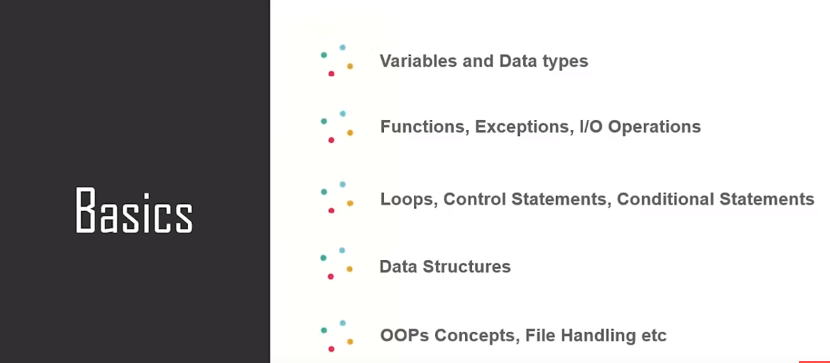 Basics
Variables and Data types
Functions, Exceptions, I/O Operations
Loops, Control Statements, Conditional Statements
Data Structures
OOPs Concepts, File Handling etc